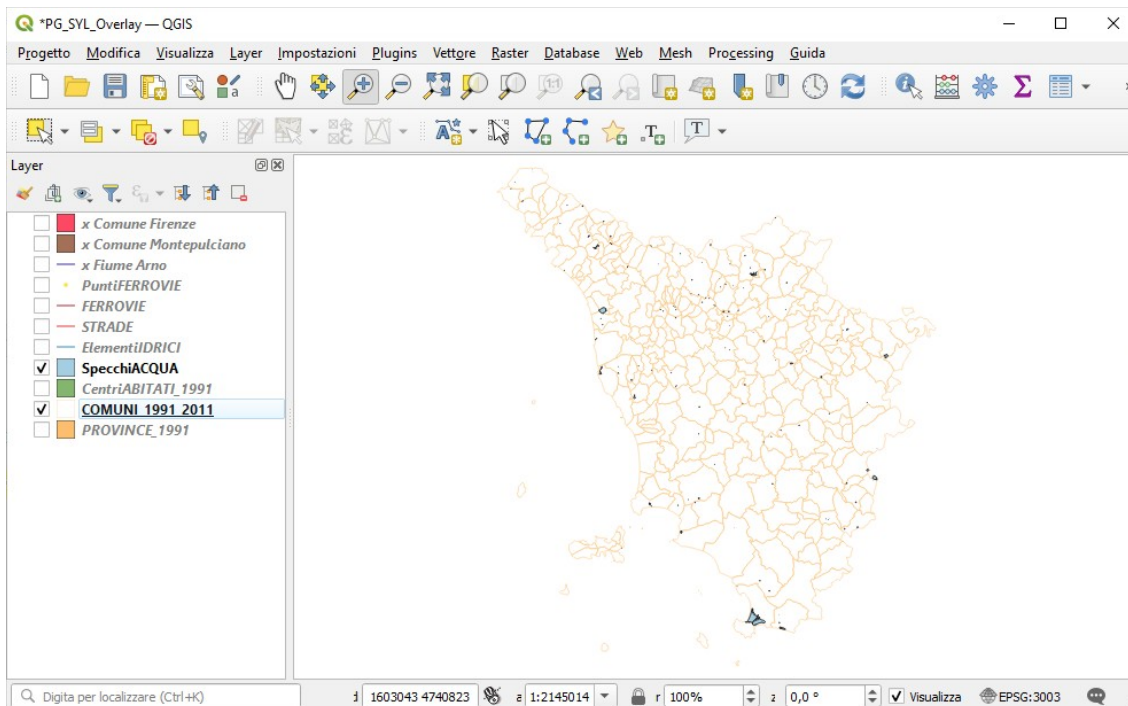 *PG_SYL_Overlay — QGIS
Progetto Modifica Visualizza Layer Impostazioni Plugins Vettore Raster Database Web Mesh Processing Guida
Layer
x Comune Firenze
x Comune Montepulciano
x Fiume Arno
PuntiFERROVIE
FERROVIE
STRADE
ElementiIDRICI
SpecchiACQUA
CentriABITATI_1991
COMUNI_1991_2011
PROVINCE_1991
Digita per localizzare (Ctrl+K) 1603043 4740823 a 1:2145014 r 100% z 0,0 ° Visualizza EPSG:3003